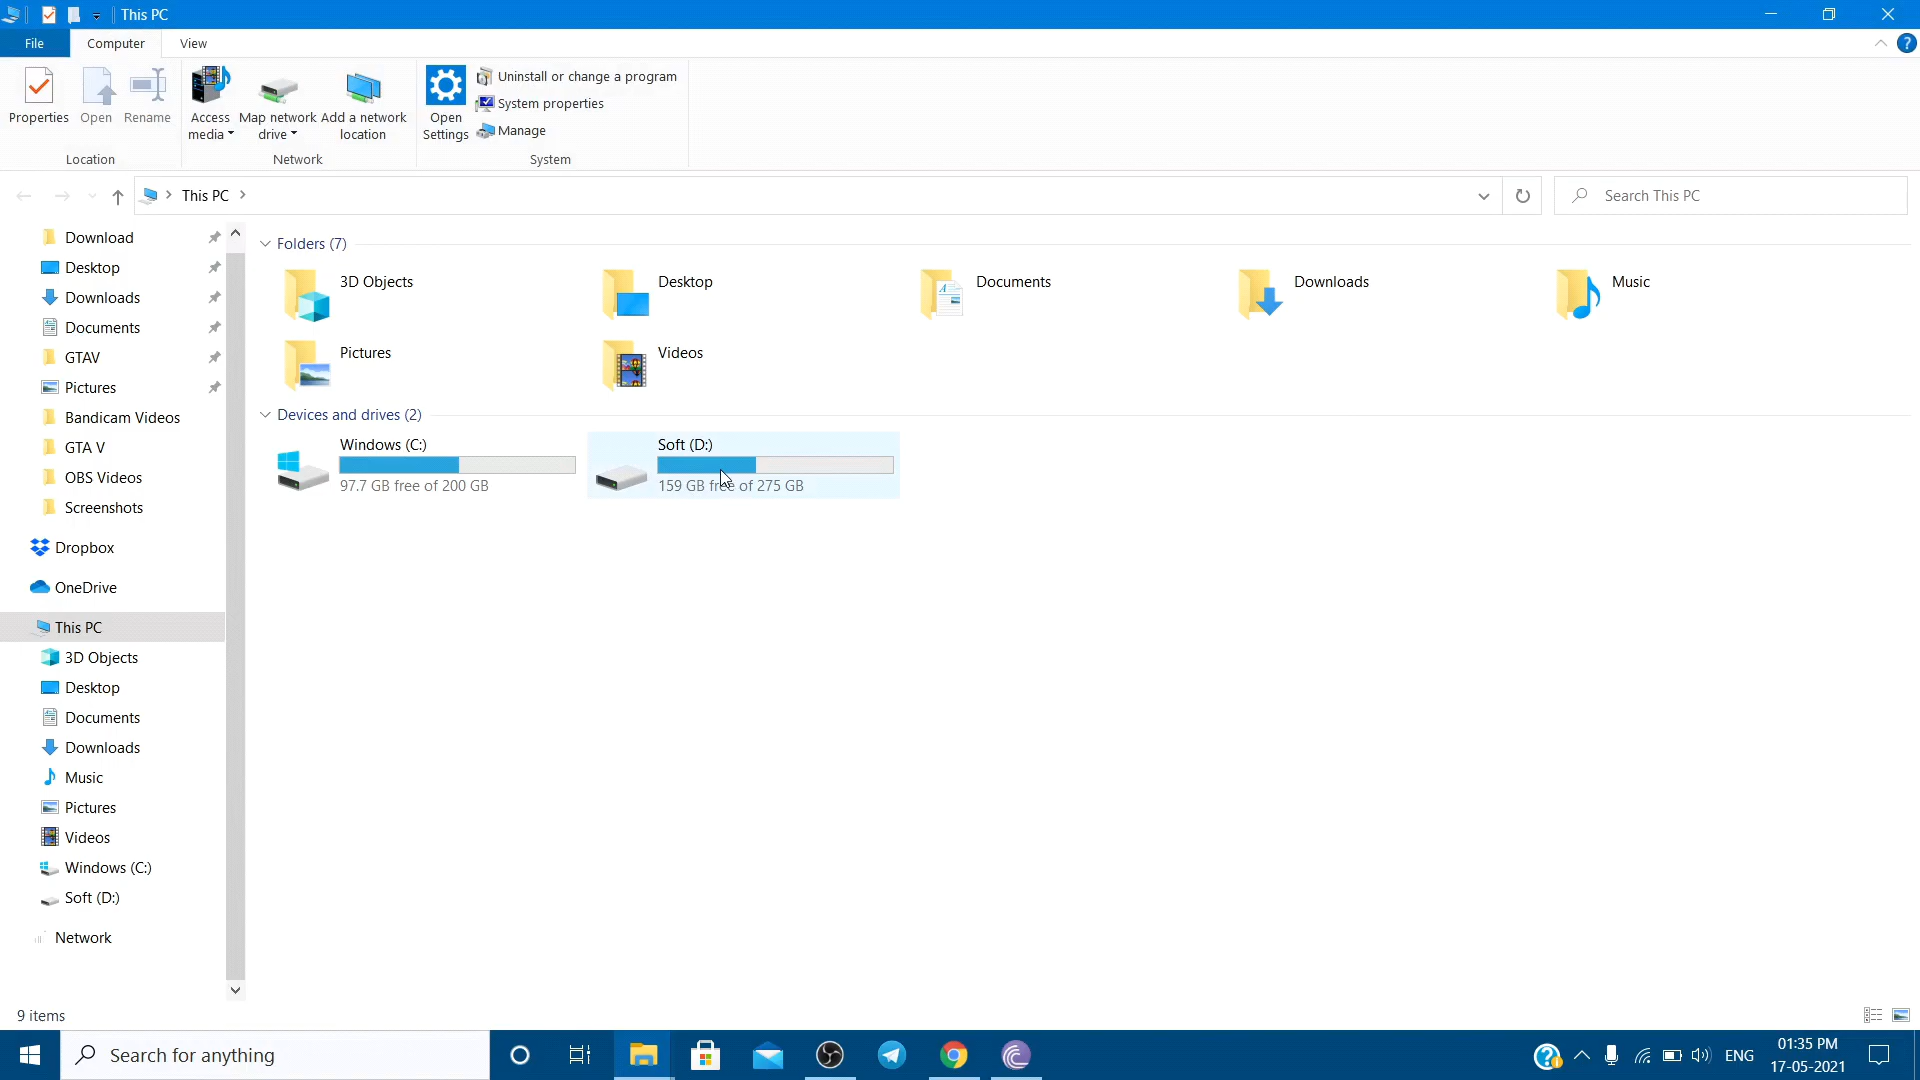 This PC
File
Computer
View
Properties
Open
Rename
Access media
Map network drive
Add a network location
Open Settings
Uninstall or change a program
System properties
Manage
Location
Network
System
This PC
Search This PC
Download
Desktop
Downloads
Documents
GTAV
Pictures
Bandicam Videos
GTA V
OBS Videos
Screenshots
Dropbox
OneDrive
This PC
3D Objects
Desktop
Documents
Downloads
Music
Pictures
Videos
Windows (C:)
Soft (D:)
Network
Folders (7)
3D Objects
Desktop
Documents
Downloads
Music
Pictures
Videos
Devices and drives (2)
Windows (C:)
97.7 GB free of 200 GB
Soft (D:)
159 GB free of 275 GB
9 items
Search for anything
ENG
01:35 PM
17-05-2021